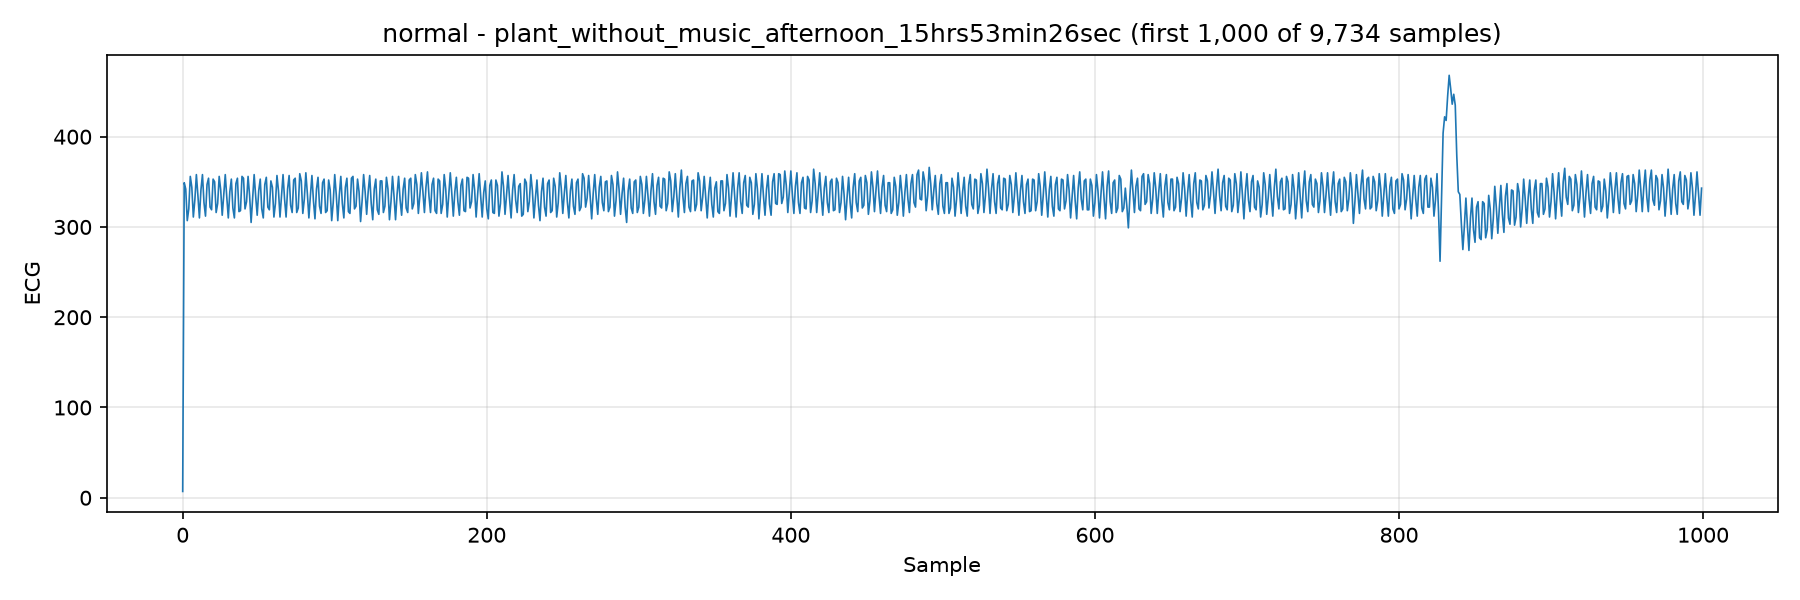 normal - plant_without_music_afternoon_15hrs53min26sec (first 1,000 of 9,734 samples)
ECG
400
300
200
100
0
0 200 400 600 800 1000
Sample